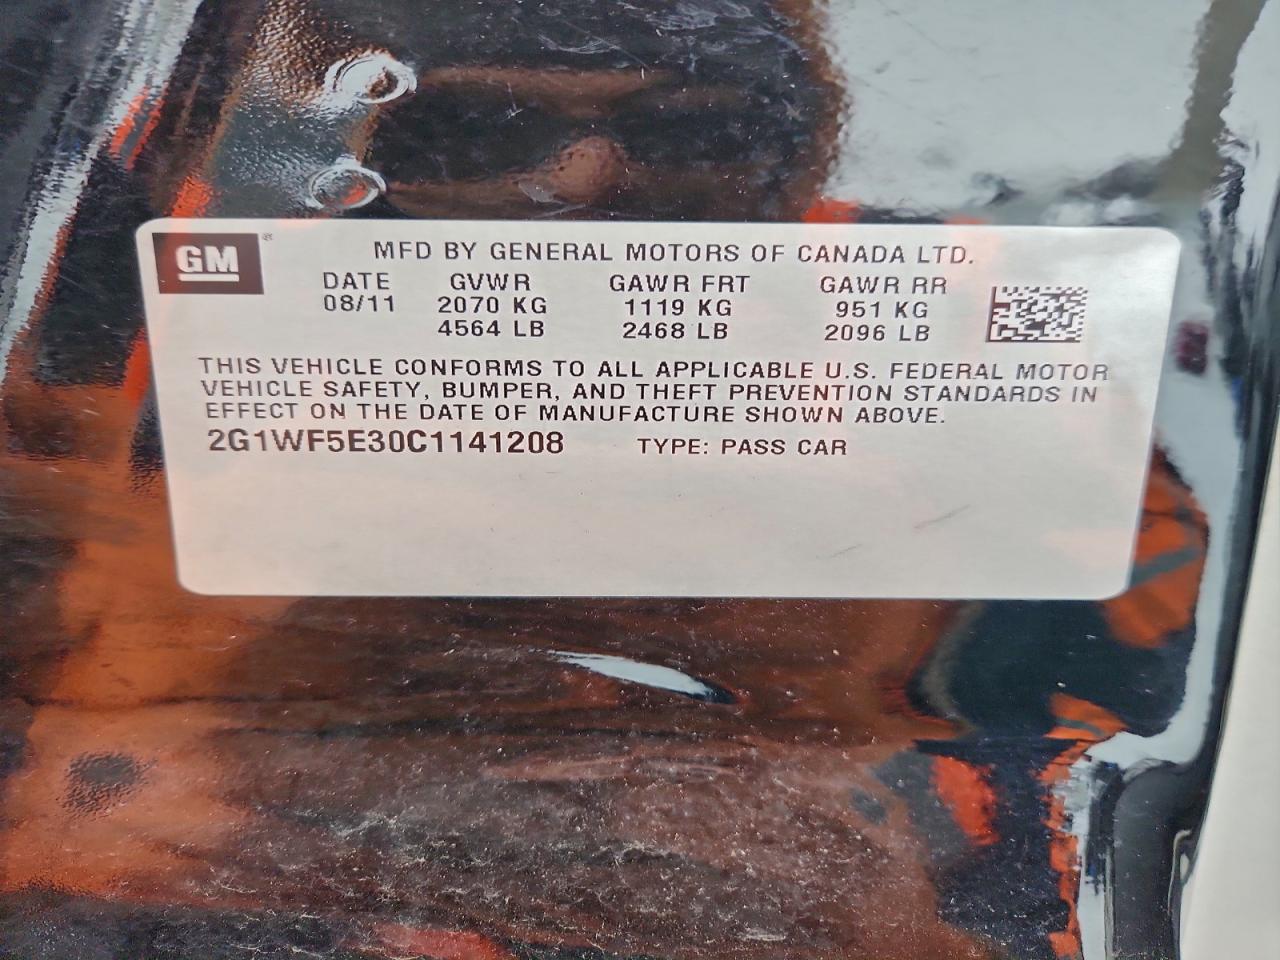 GM®
MFD BY GENERAL MOTORS OF CANADA LTD.
DATE GVWR GAWR FRT GAWR RR
08/11 2070 KG 1119 KG 951 KG
4564 LB 2468 LB 2096 LB
THIS VEHICLE CONFORMS TO ALL APPLICABLE U.S. FEDERAL MOTOR
VEHICLE SAFETY, BUMPER, AND THEFT PREVENTION STANDARDS IN
EFFECT ON THE DATE OF MANUFACTURE SHOWN ABOVE.
2G1WF5E30C1141208 TYPE: PASS CAR